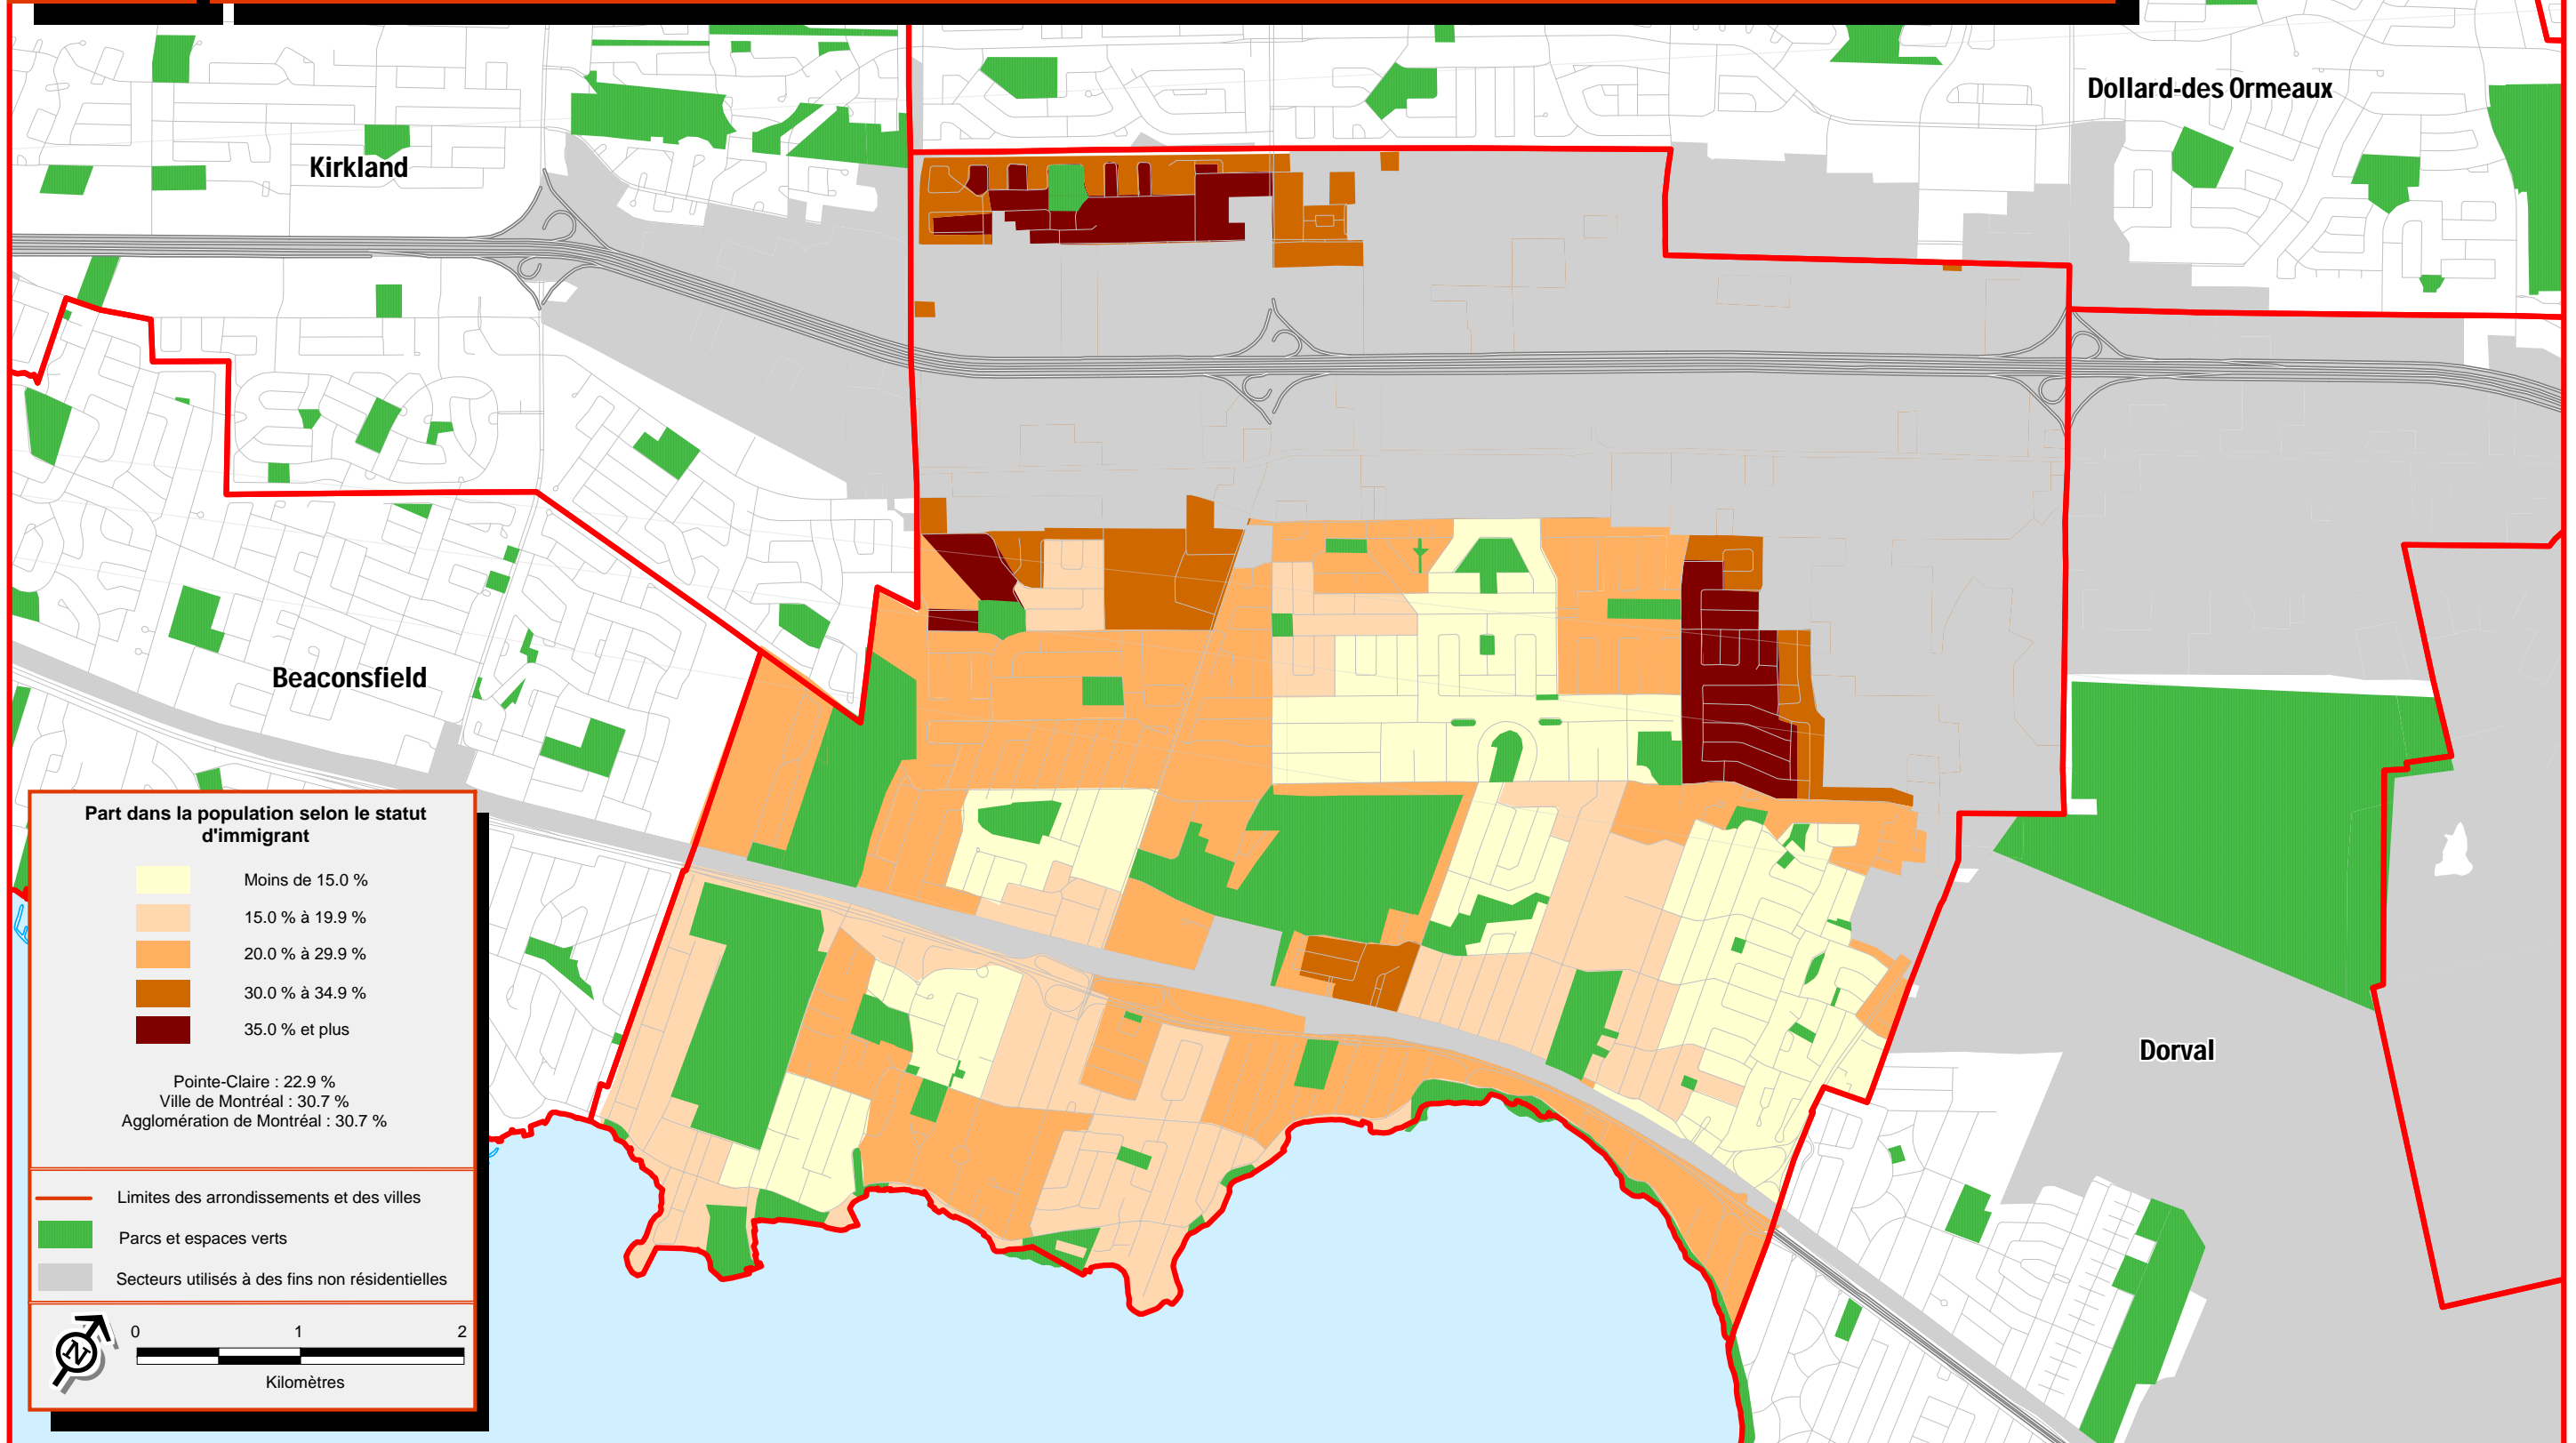 Dollard-des Ormeaux
Kirkland
Beaconsfield
Dorval
Part dans la population selon le statut
d'immigrant
Moins de 15.0 %
15.0 % à 19.9 %
20.0 % à 29.9 %
30.0 % à 34.9 %
35.0 % et plus
Pointe-Claire : 22.9 %
Ville de Montréal : 30.7 %
Agglomération de Montréal : 30.7 %
Limites des arrondissements et des villes
Parcs et espaces verts
Secteurs utilisés à des fins non résidentielles
N
0 1 2
Kilomètres